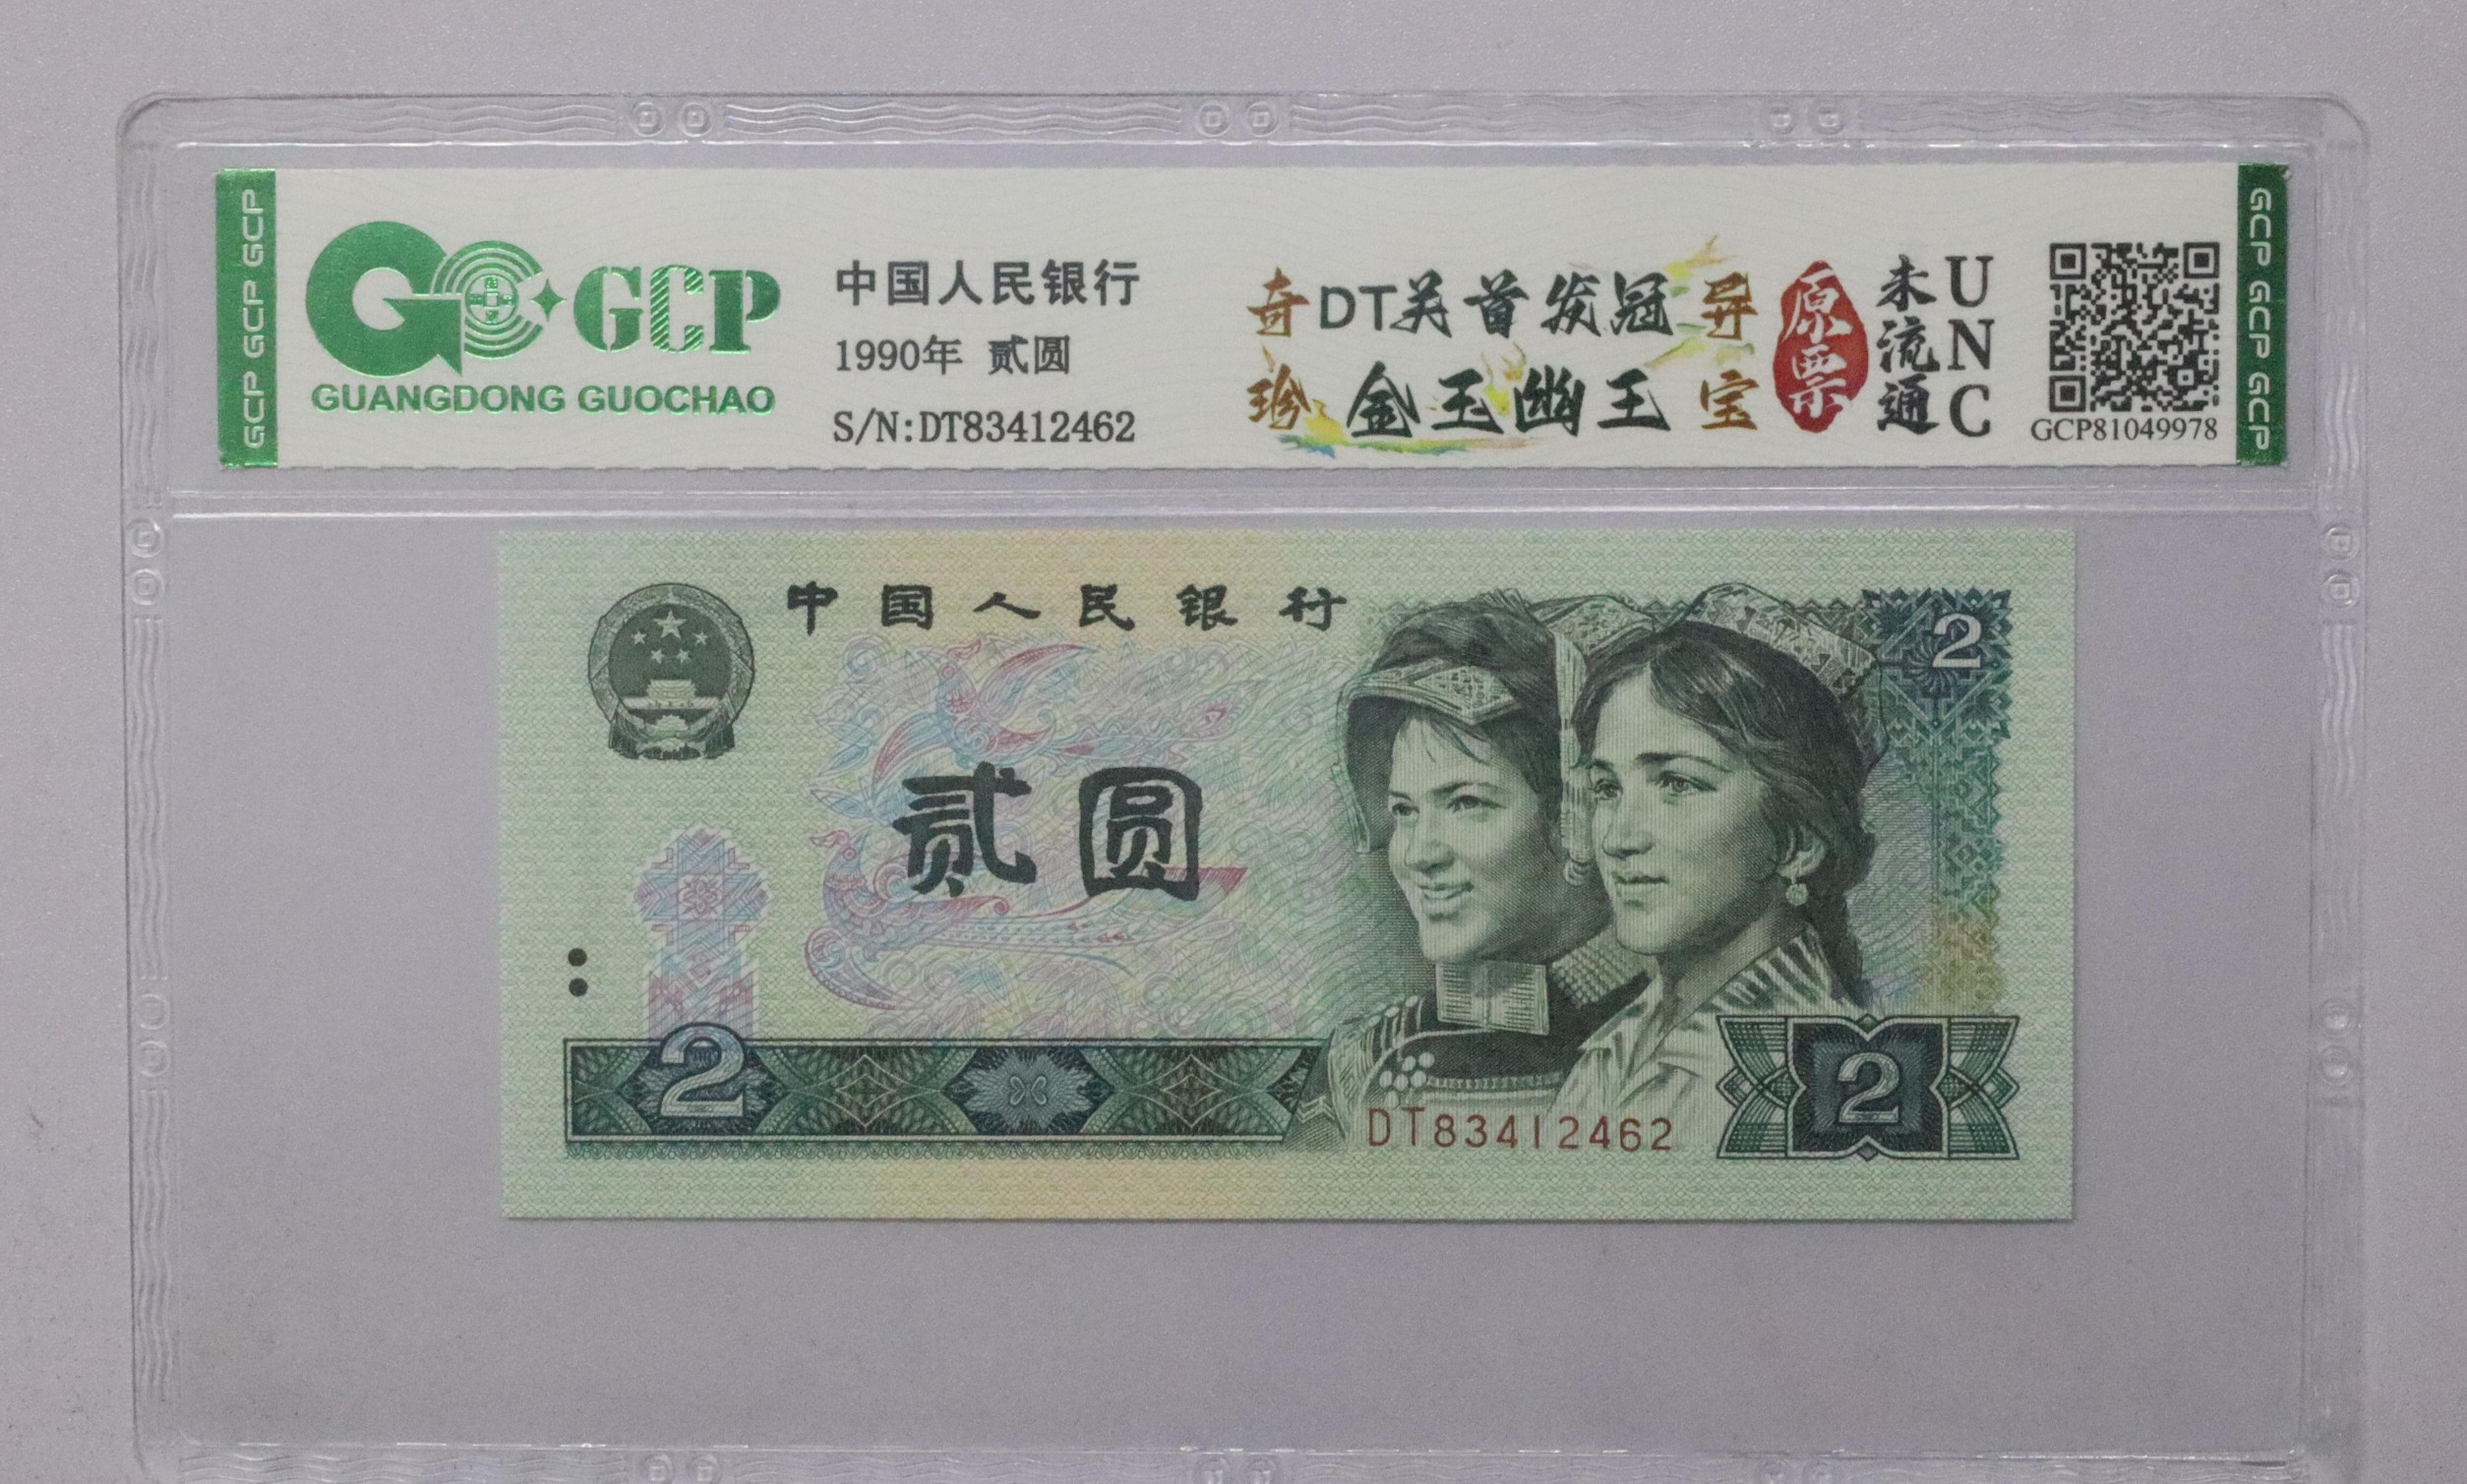 GCP GCP GCP
GCP
GUANGDONG GUOCHAO
中国人民银行
1990年 贰圆
S/N:DT83412462
奇 DT关首发冠 异
珍 金玉幽王 宝
原票
未流通
UNC
GCP81049978
GCP GCP GCP
中国人民银行
2
贰圆
2
DT83412462
2